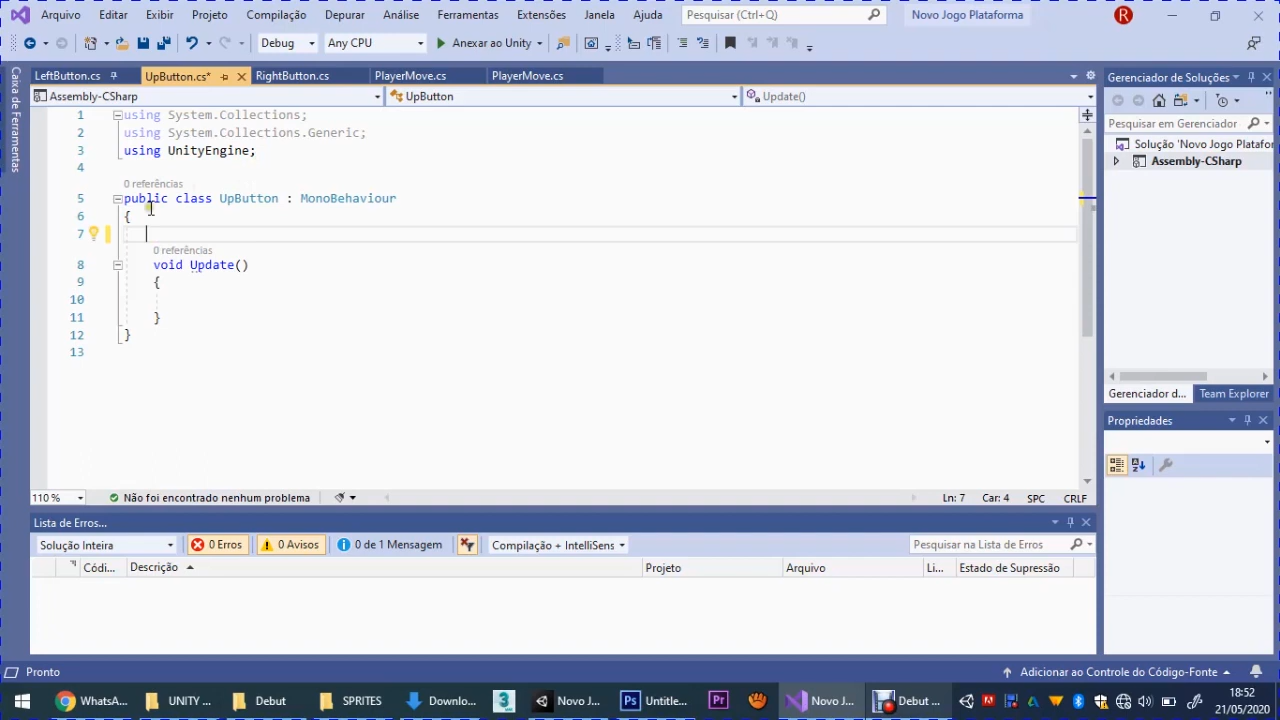 Arquivo Editar Exibir Projeto Compilação Depurar Análise Ferramentas Extensões Janela Ajuda Pesquisar (Ctrl+Q) Novo Jogo Plataforma R
Debug Any CPU Anexar ao Unity
LeftButton.cs UpButton.cs* RightButton.cs PlayerMove.cs PlayerMove.cs
Assembly-CSharp UpButton Update()
Caixa de Ferramentas
1 using System.Collections;
2 using System.Collections.Generic;
3 using UnityEngine;
4
0 referências
5 public class UpButton : MonoBehaviour
6 {
7
0 referências
8 void Update()
9 {
10
11 }
12 }
13
110 % Não foi encontrado nenhum problema Ln: 7 Car: 4 SPC CRLF
Gerenciador de Soluções
Pesquisar em Gerenciador
Solução 'Novo Jogo Platafor
Assembly-CSharp
Gerenciador d... Team Explorer
Propriedades
Lista de Erros...
Solução Inteira 0 Erros 0 Avisos 0 de 1 Mensagem Compilação + IntelliSens Pesquisar na Lista de Erros
Códi... Descrição Projeto Arquivo Li... Estado de Supressão
Pronto Adicionar ao Controle do Código-Fonte
WhatsA... UNITY ... Debut SPRITES Downlo... 3 Novo J... Ps Untitle... Pr Novo J... Debut ... 18:52
21/05/2020